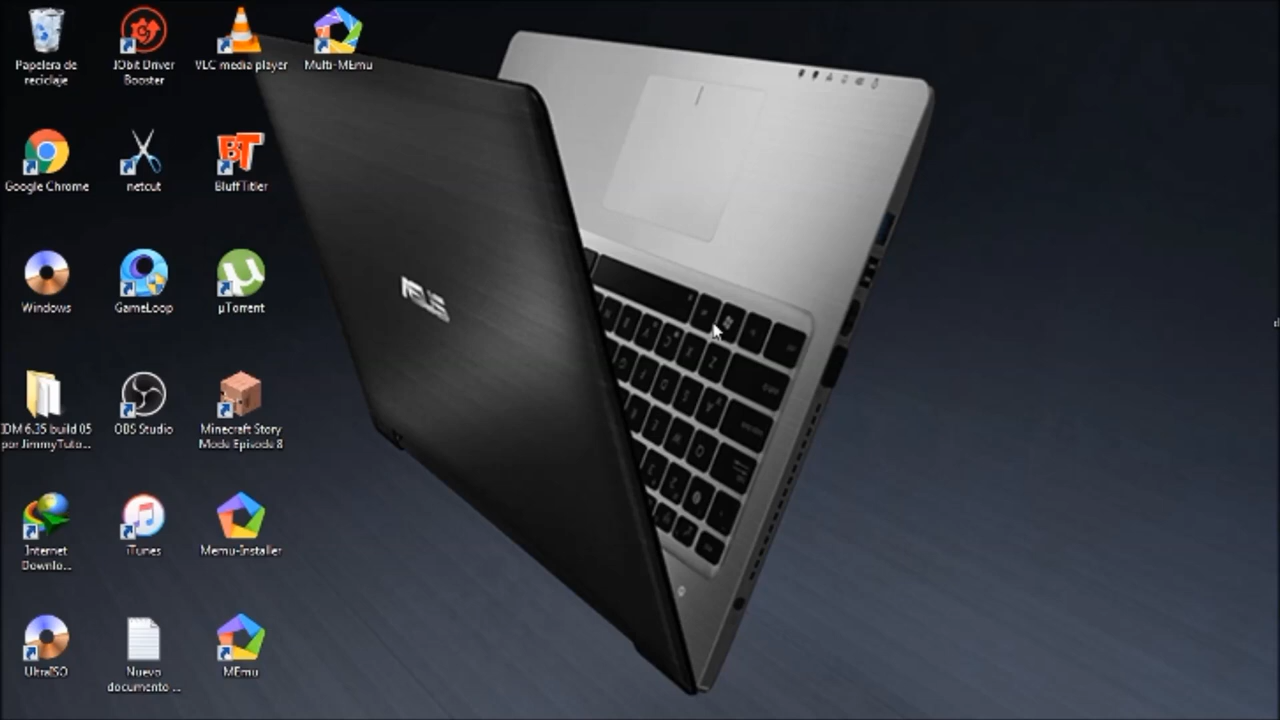 Papelera de
reciclaje
IObit Driver
Booster
VLC media player
Multi-MEmu
Google Chrome
netcut
BluffTitler
Windows
GameLoop
µTorrent
IDM 6.35 build 05
por JimmyTuto...
OBS Studio
Minecraft Story
Mode Episode 8
Internet
Downlo...
iTunes
Memu-Installer
UltraISO
Nuevo
documento ...
MEmu
ASUS